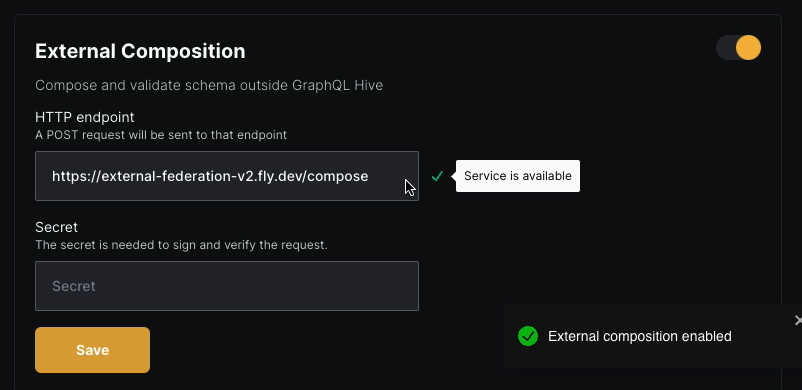 External Composition
Compose and validate schema outside GraphQL Hive
HTTP endpoint
A POST request will be sent to that endpoint
https://external-federation-v2.fly.dev/compose
Service is available
Secret
The secret is needed to sign and verify the request.
Secret
Save
External composition enabled